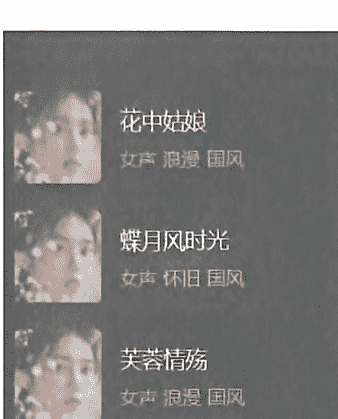 花中姑娘
女声 浪漫 国风
蝶月风时光
女声 怀旧 国风
芙蓉情殇
女声 浪漫 国风